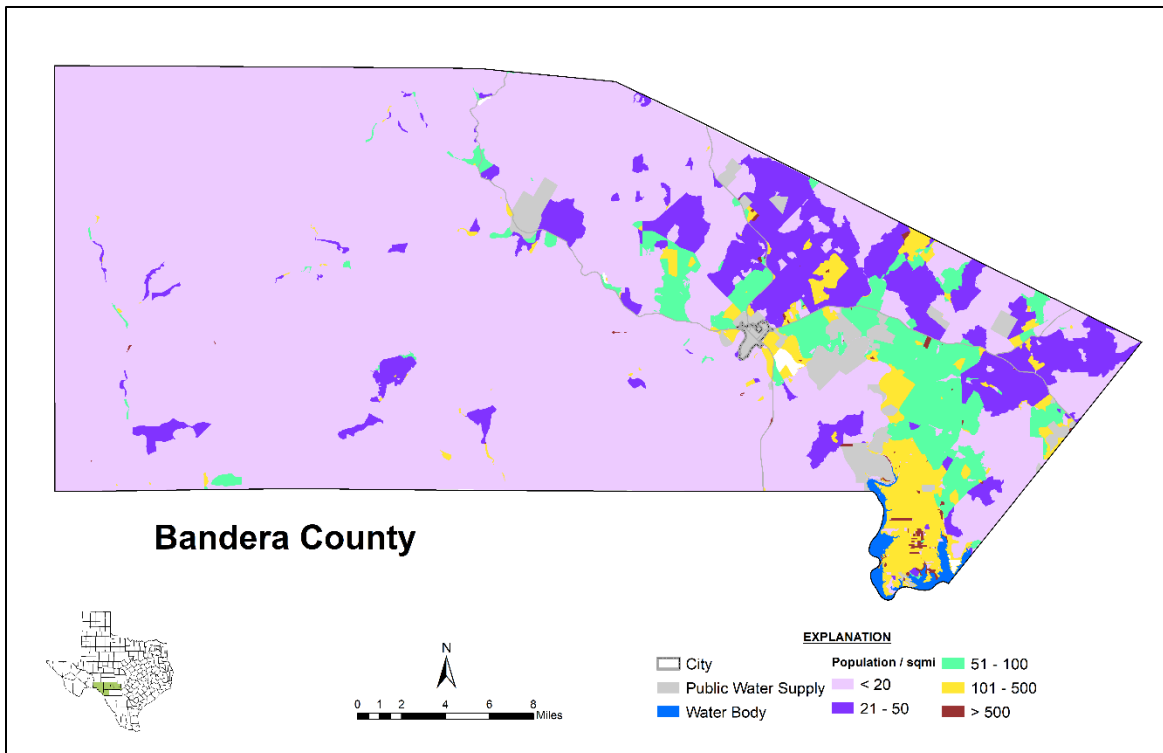 Bandera County
N
0 1 2 4 6 8
Miles
EXPLANATION
City
Public Water Supply
Water Body
Population / sqmi
< 20
21 - 50
51 - 100
101 - 500
> 500